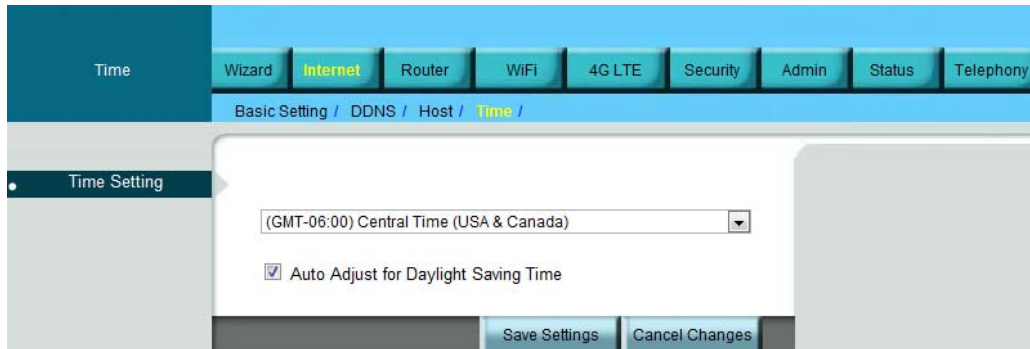 Time
Wizard Internet Router WiFi 4G LTE Security Admin Status Telephony
Basic Setting / DDNS / Host / Time /
Time Setting
(GMT-06:00) Central Time (USA & Canada)
Auto Adjust for Daylight Saving Time
Save Settings Cancel Changes